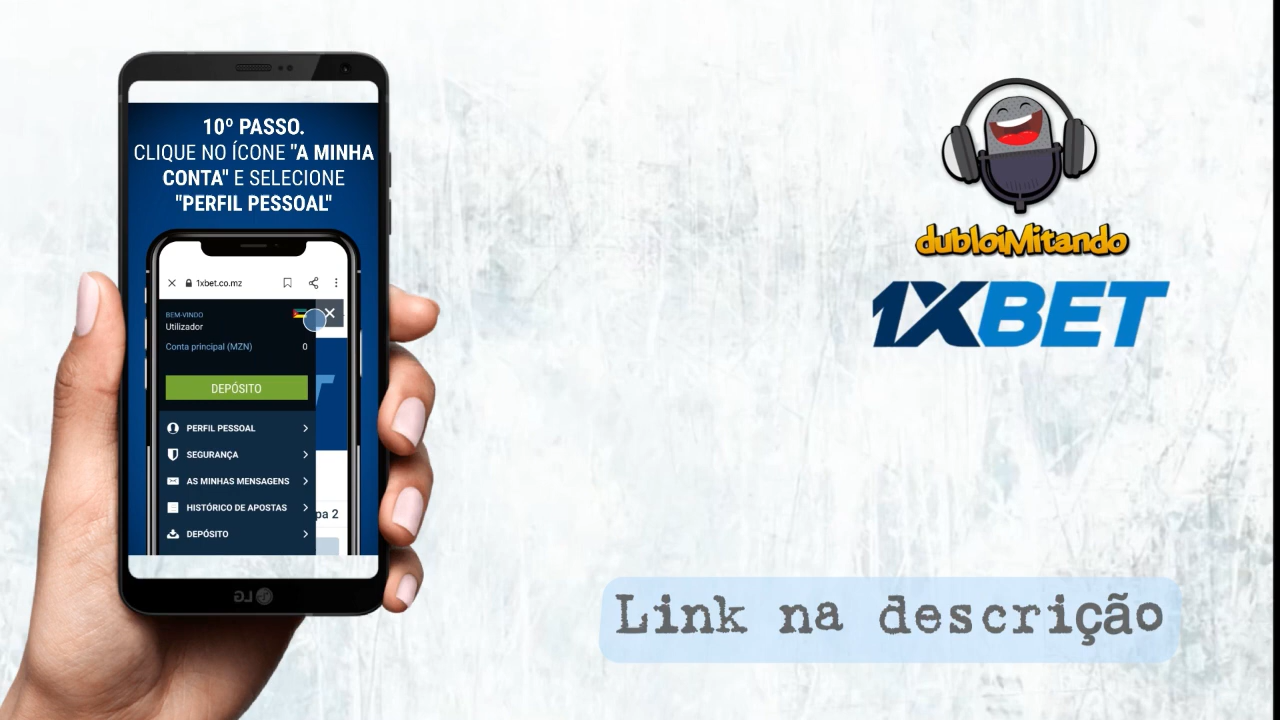 10º PASSO.
CLIQUE NO ÍCONE "A MINHA
CONTA" E SELECIONE
"PERFIL PESSOAL"
1xbet.co.mz
BEM-VINDO
Utilizador
Conta principal (MZN) 0
DEPÓSITO
PERFIL PESSOAL
SEGURANÇA
AS MINHAS MENSAGENS
HISTÓRICO DE APOSTAS
pa 2
DEPÓSITO
LG
dubloiMitando
1XBET
Link na descrição